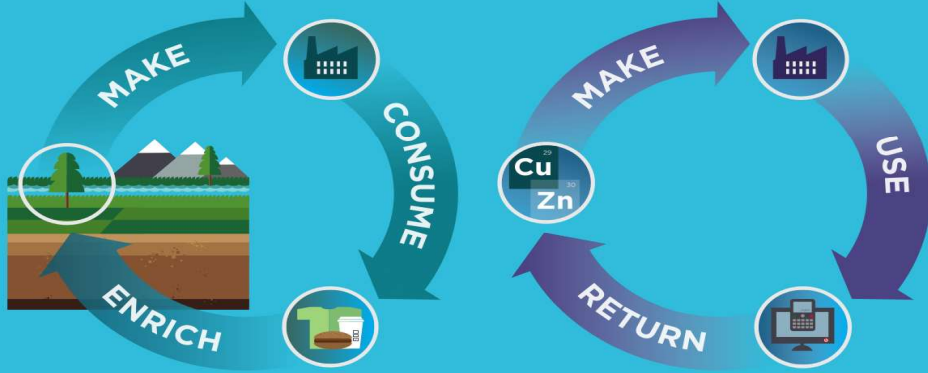 MAKE
CONSUME
ENRICH
MAKE
USE
RETURN
29
Cu
30
Zn